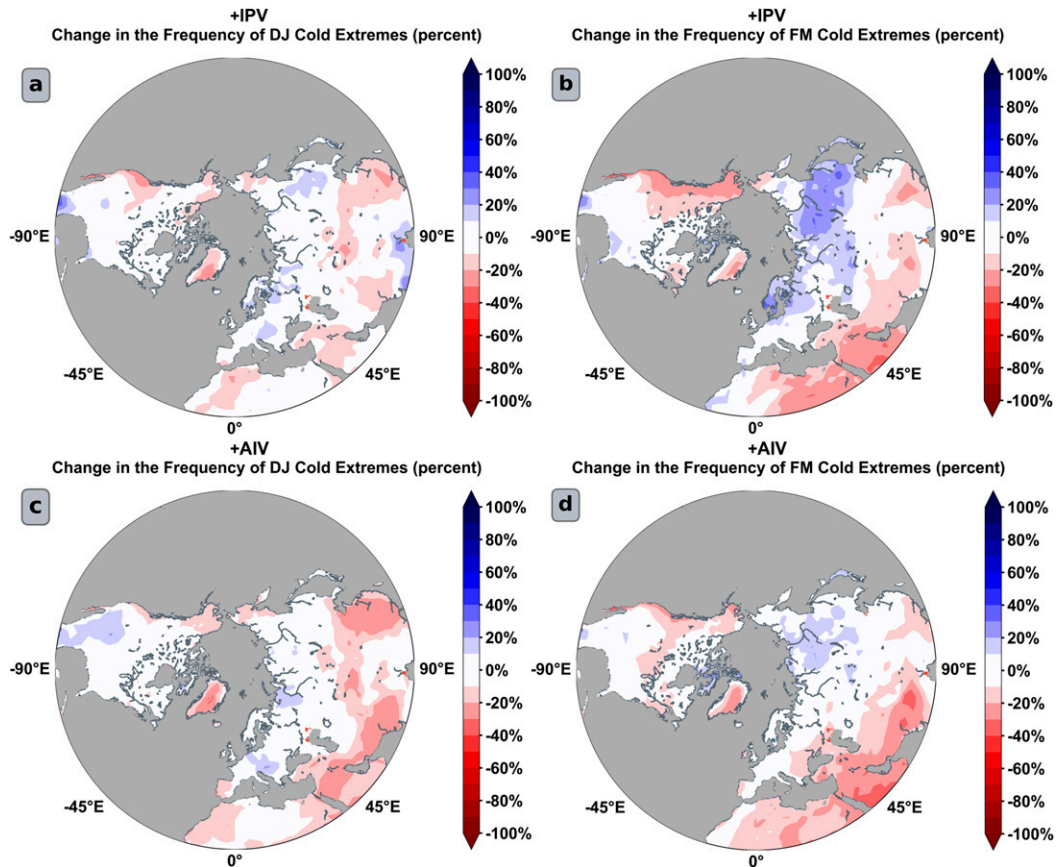 +IPV
Change in the Frequency of DJ Cold Extremes (percent)
a
100%
80%
60%
40%
20%
0%
-20%
-40%
-60%
-80%
-100%
-90°E
90°E
-45°E
45°E
0°
+IPV
Change in the Frequency of FM Cold Extremes (percent)
b
100%
80%
60%
40%
20%
0%
-20%
-40%
-60%
-80%
-100%
-90°E
90°E
-45°E
45°E
0°
+AIV
Change in the Frequency of DJ Cold Extremes (percent)
c
100%
80%
60%
40%
20%
0%
-20%
-40%
-60%
-80%
-100%
-90°E
90°E
-45°E
45°E
0°
+AIV
Change in the Frequency of FM Cold Extremes (percent)
d
100%
80%
60%
40%
20%
0%
-20%
-40%
-60%
-80%
-100%
-90°E
90°E
-45°E
45°E
0°